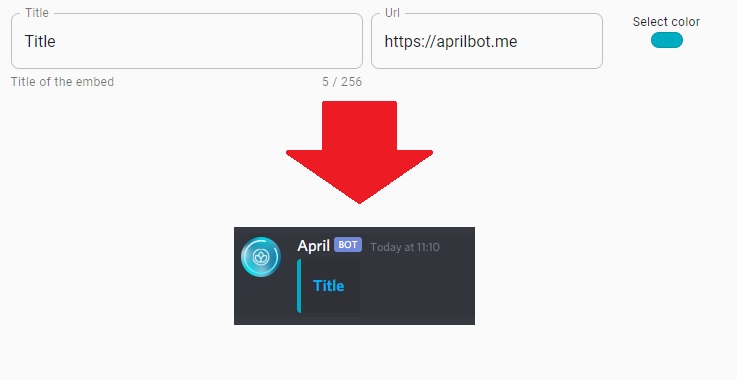 Title
Url
Select color
Title
https://aprilbot.me
Title of the embed
5 / 256
April BOT Today at 11:10
Title